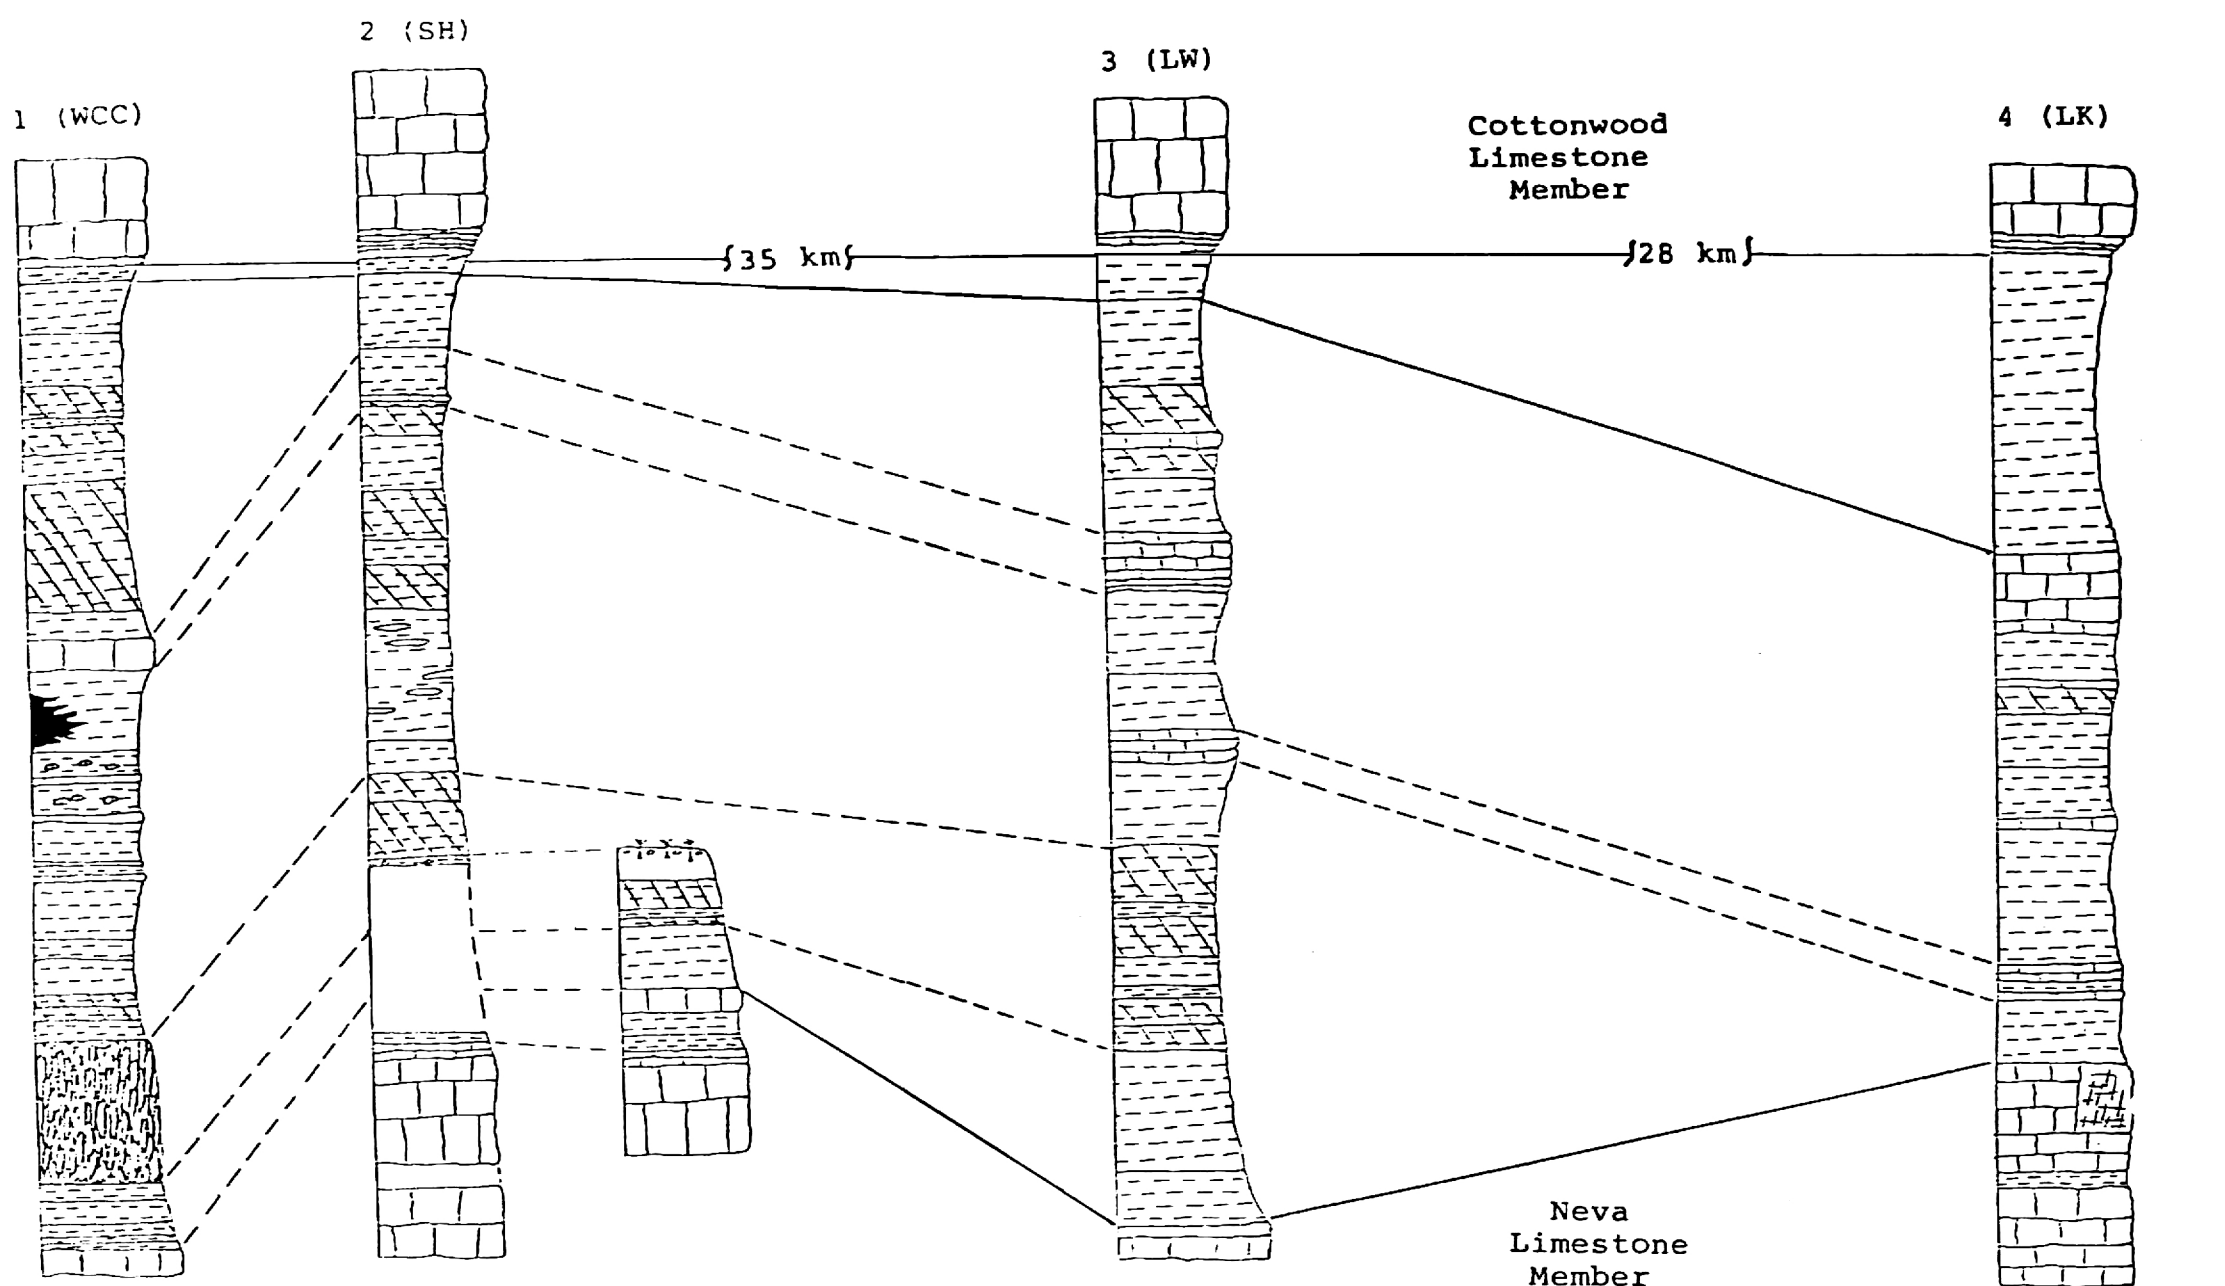 2 (SH)
3 (LW)
1 (WCC)
Cottonwood
Limestone
Member
4 (LK)
35 km
28 km
Neva
Limestone
Member